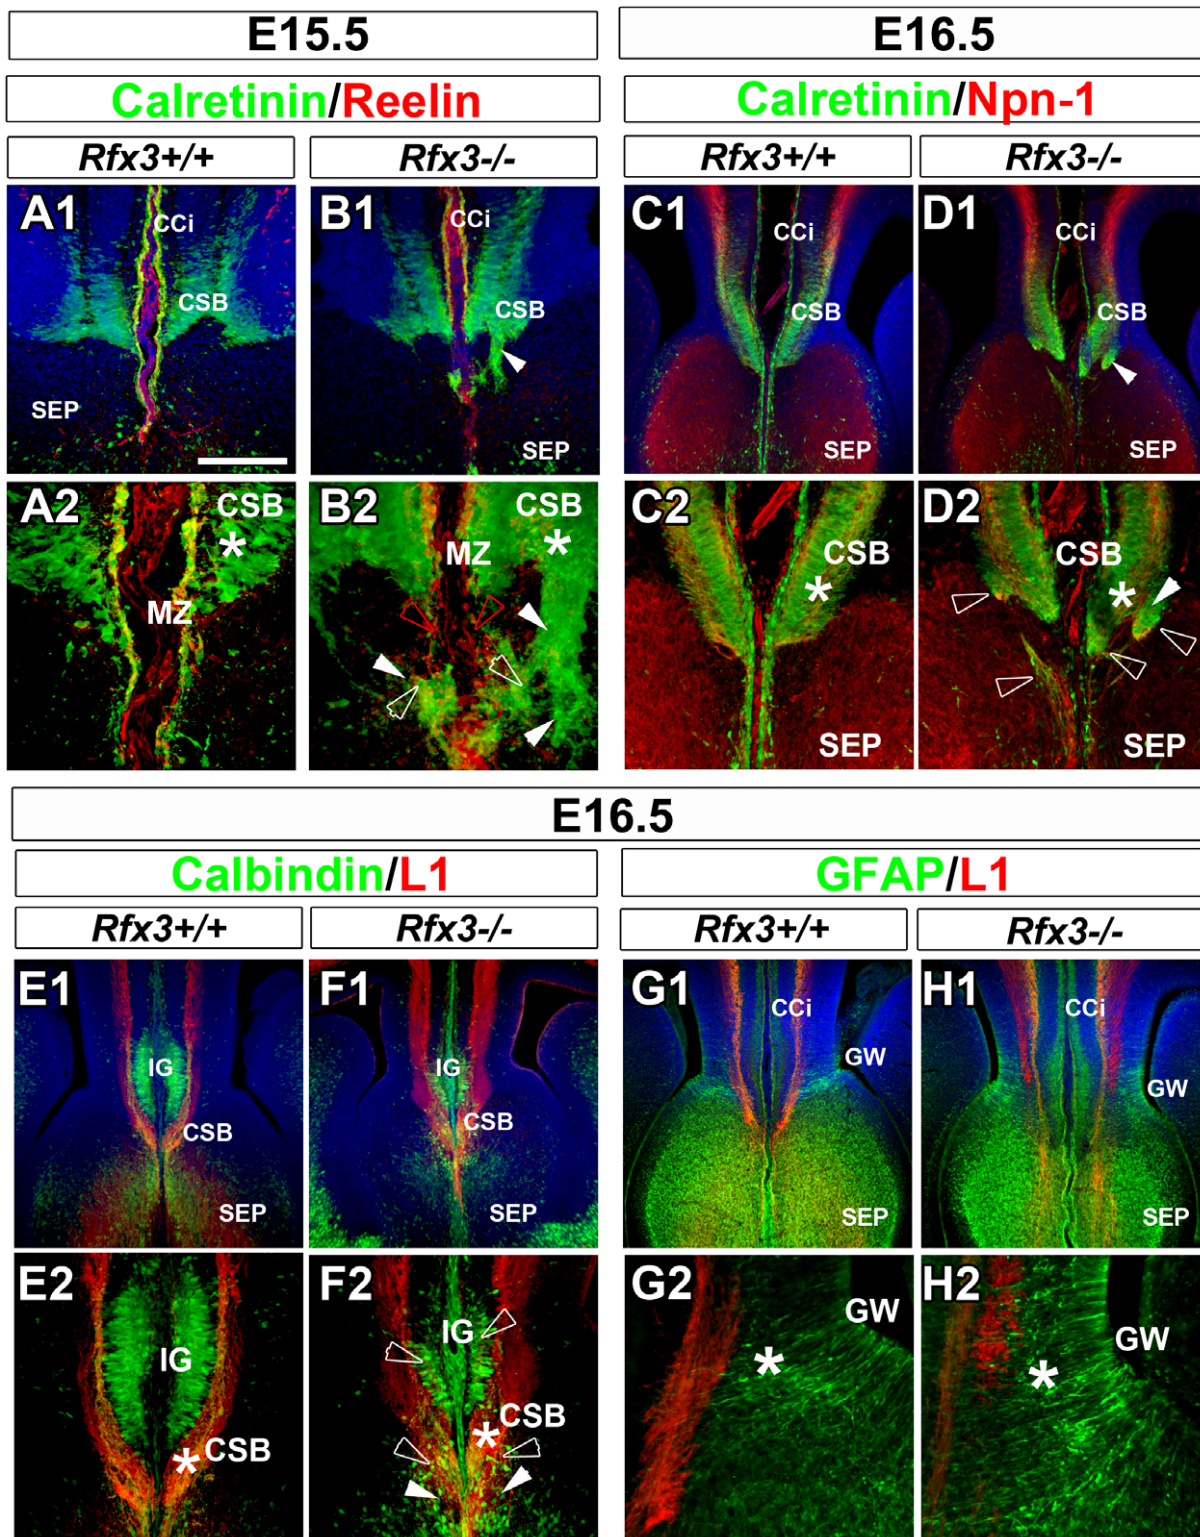 E15.5
E16.5
Calretinin/Reelin
Calretinin/Npn-1
Rfx3+/+
Rfx3-/-
Rfx3+/+
Rfx3-/-
A1
CCi
CSB
SEP
B1
CCi
CSB
SEP
C1
CCi
CSB
SEP
D1
CCi
CSB
SEP
A2
CSB
*
MZ
B2
CSB
*
MZ
C2
CSB
*
SEP
D2
CSB
*
SEP
E16.5
Calbindin/L1
GFAP/L1
Rfx3+/+
Rfx3-/-
Rfx3+/+
Rfx3-/-
E1
IG
CSB
SEP
F1
IG
CSB
SEP
G1
CCi
GW
SEP
H1
CCi
GW
SEP
E2
IG
CSB
*
F2
IG
CSB
*
G2
GW
*
H2
GW
*